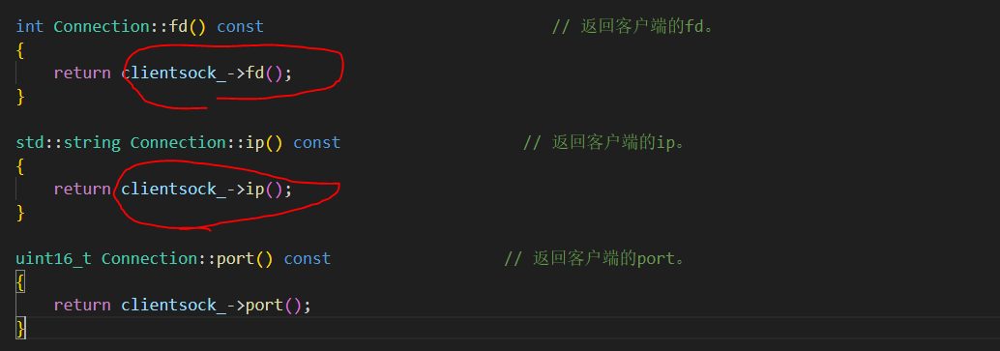 int Connection::fd() const // 返回客户端的fd。
{
return clientsock_->fd();
}
std::string Connection::ip() const // 返回客户端的ip。
{
return clientsock_->ip();
}
uint16_t Connection::port() const // 返回客户端的port。
{
return clientsock_->port();
}